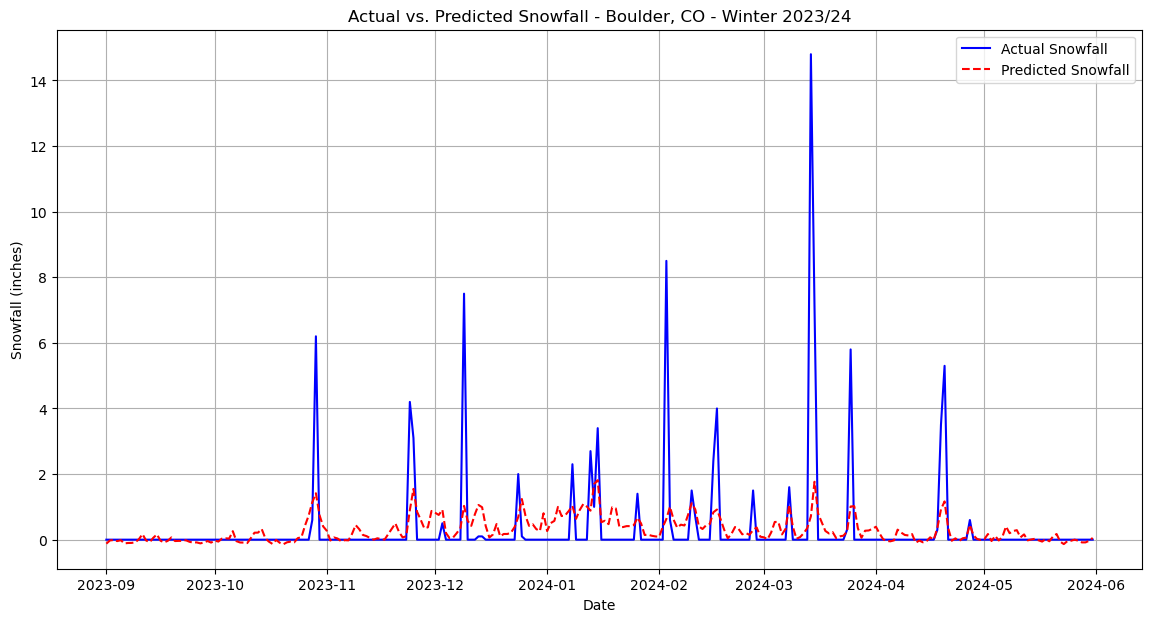 Actual vs. Predicted Snowfall - Boulder, CO - Winter 2023/24
Actual Snowfall
Predicted Snowfall
Snowfall (inches)
14
12
10
8
6
4
2
0
2023-09 2023-10 2023-11 2023-12 2024-01 2024-02 2024-03 2024-04 2024-05 2024-06
Date